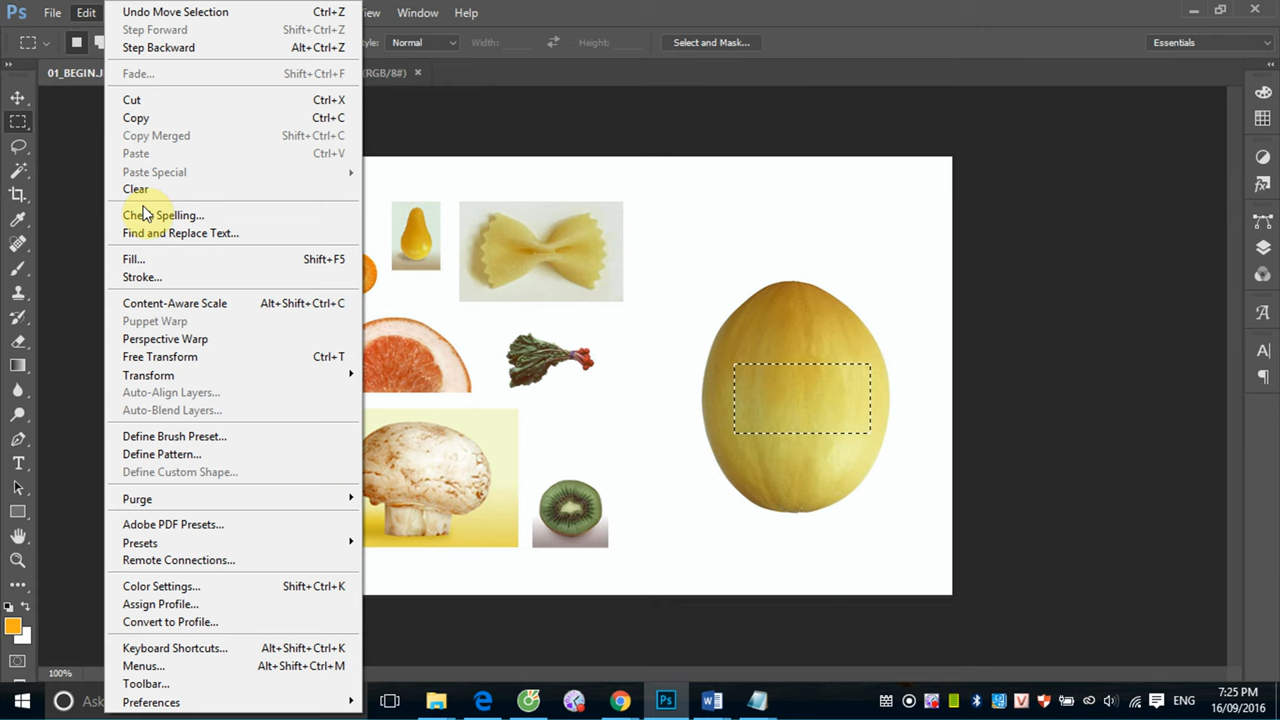 Ps File Edit View Window Help
Style: Normal Width: Height: Select and Mask... Essentials
01_BEGIN.J (RGB/8#) ×
Undo Move Selection Ctrl+Z
Step Forward Shift+Ctrl+Z
Step Backward Alt+Ctrl+Z
Fade... Shift+Ctrl+F
Cut Ctrl+X
Copy Ctrl+C
Copy Merged Shift+Ctrl+C
Paste Ctrl+V
Paste Special
Clear
Check Spelling...
Find and Replace Text...
Fill... Shift+F5
Stroke...
Content-Aware Scale Alt+Shift+Ctrl+C
Puppet Warp
Perspective Warp
Free Transform Ctrl+T
Transform
Auto-Align Layers...
Auto-Blend Layers...
Define Brush Preset...
Define Pattern...
Define Custom Shape...
Purge
Adobe PDF Presets...
Presets
Remote Connections...
Color Settings... Shift+Ctrl+K
Assign Profile...
Convert to Profile...
Keyboard Shortcuts... Alt+Shift+Ctrl+K
Menus... Alt+Shift+Ctrl+M
Toolbar...
Preferences
100%
Ask
ENG
7:25 PM
16/09/2016